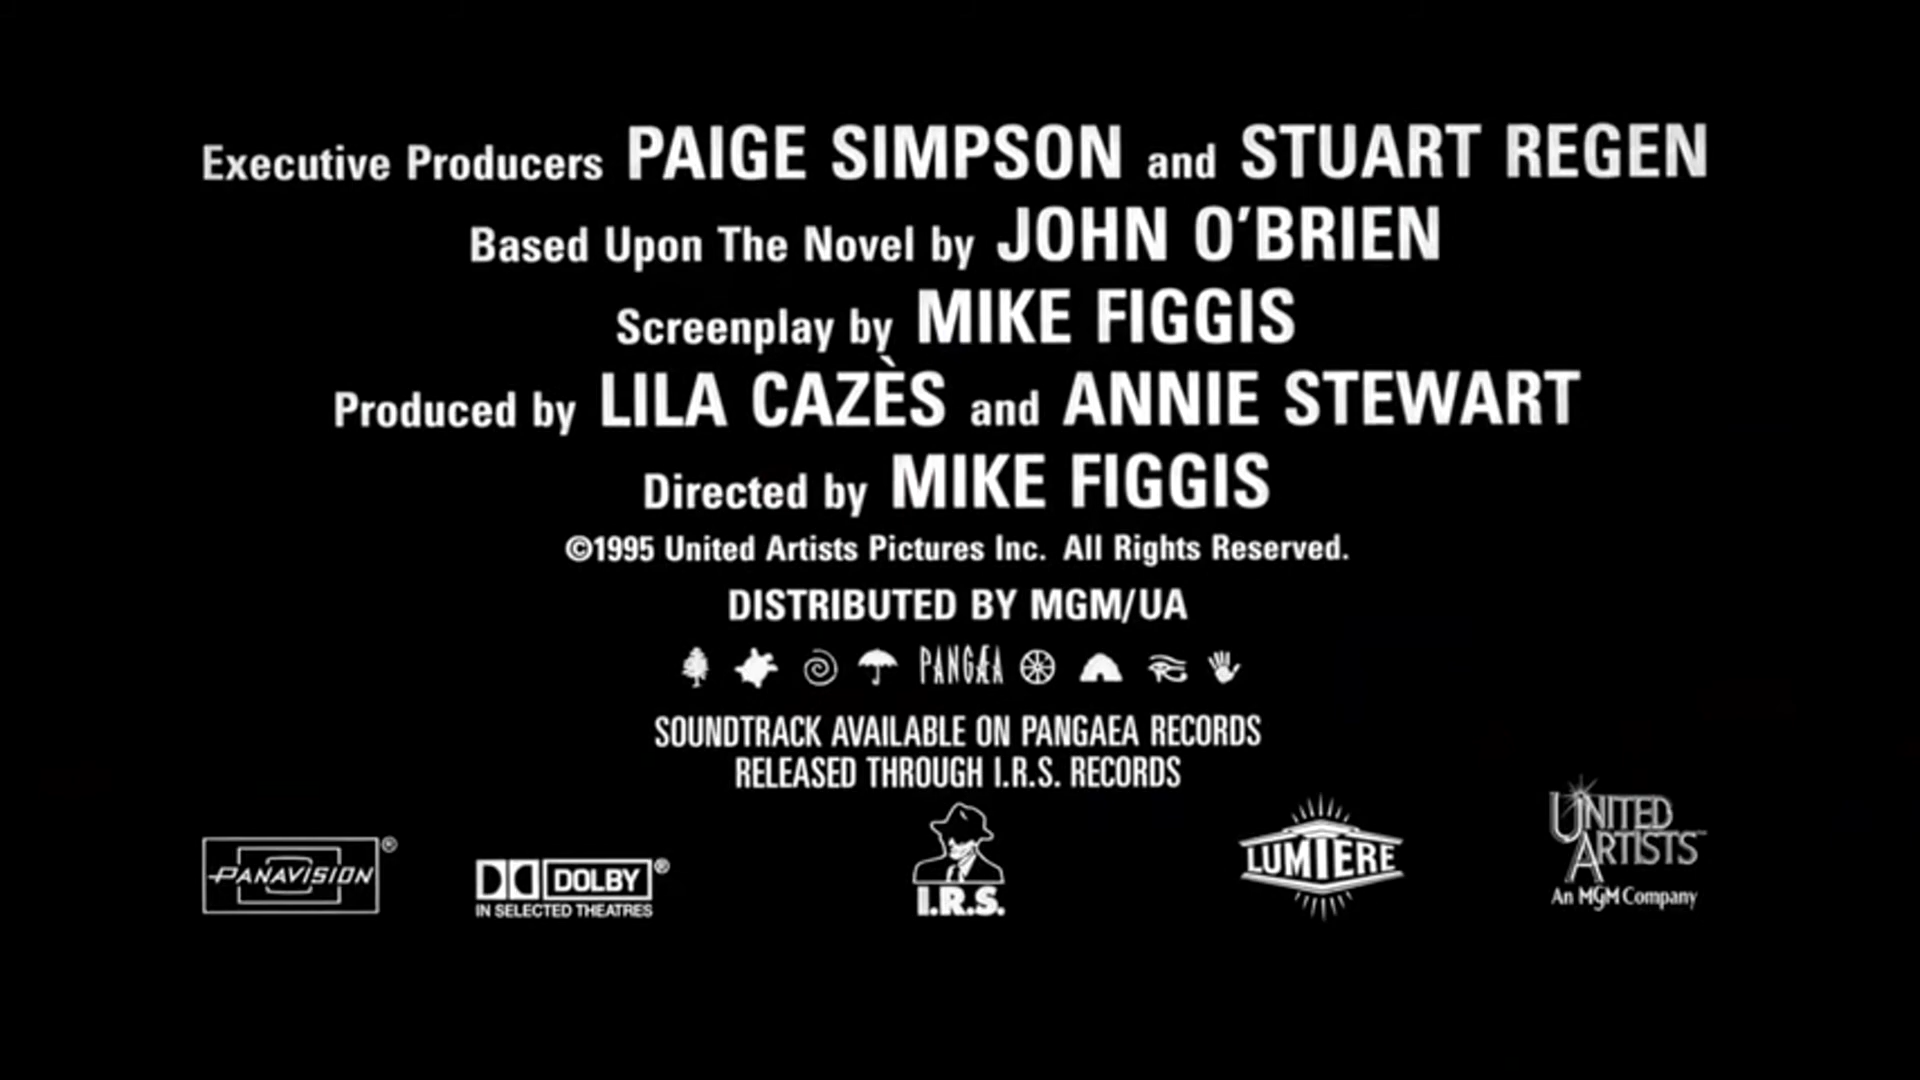 Executive Producers PAIGE SIMPSON and STUART REGEN
Based Upon The Novel by JOHN O'BRIEN
Screenplay by MIKE FIGGIS
Produced by LILA CAZÈS and ANNIE STEWART
Directed by MIKE FIGGIS
©1995 United Artists Pictures Inc. All Rights Reserved.
DISTRIBUTED BY MGM/UA
PANGÆA
SOUNDTRACK AVAILABLE ON PANGAEA RECORDS
RELEASED THROUGH I.R.S. RECORDS
PANAVISION®
DOLBY®
IN SELECTED THEATRES
I.R.S.
LUMIERE
UNITED
ARTISTS™
An MGM Company